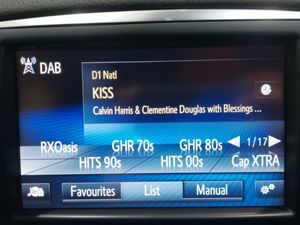 DAB
D1 Natl
KISS
Calvin Harris & Clementine Douglas with Blessings ...
RXOasis GHR 70s GHR 80s 1/17
HITS 90s HITS 00s Cap XTRA
Favourites List Manual